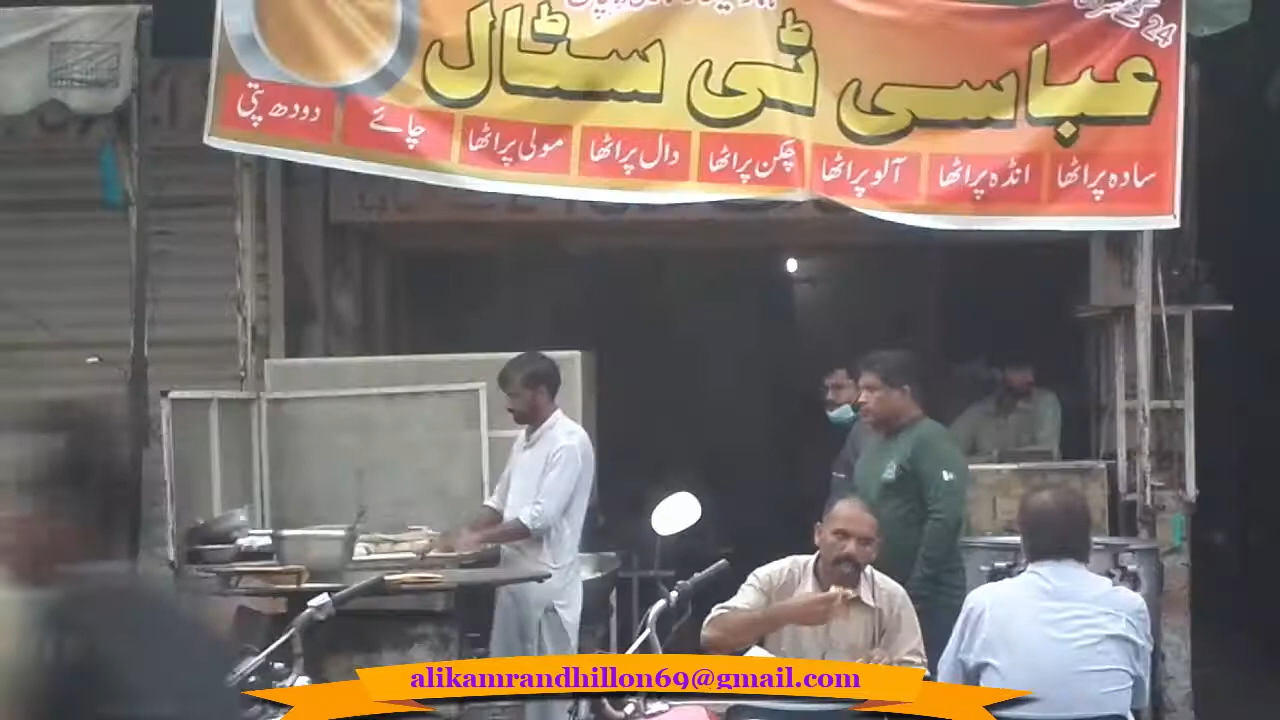 24
عباسی ٹی سٹال
سادہ پراٹھا انڈہ پراٹھا آلو پراٹھا چکن پراٹھا دال پراٹھا مولی پراٹھا چائے دودھ پتی
alikamrandhillon69@gmail.com